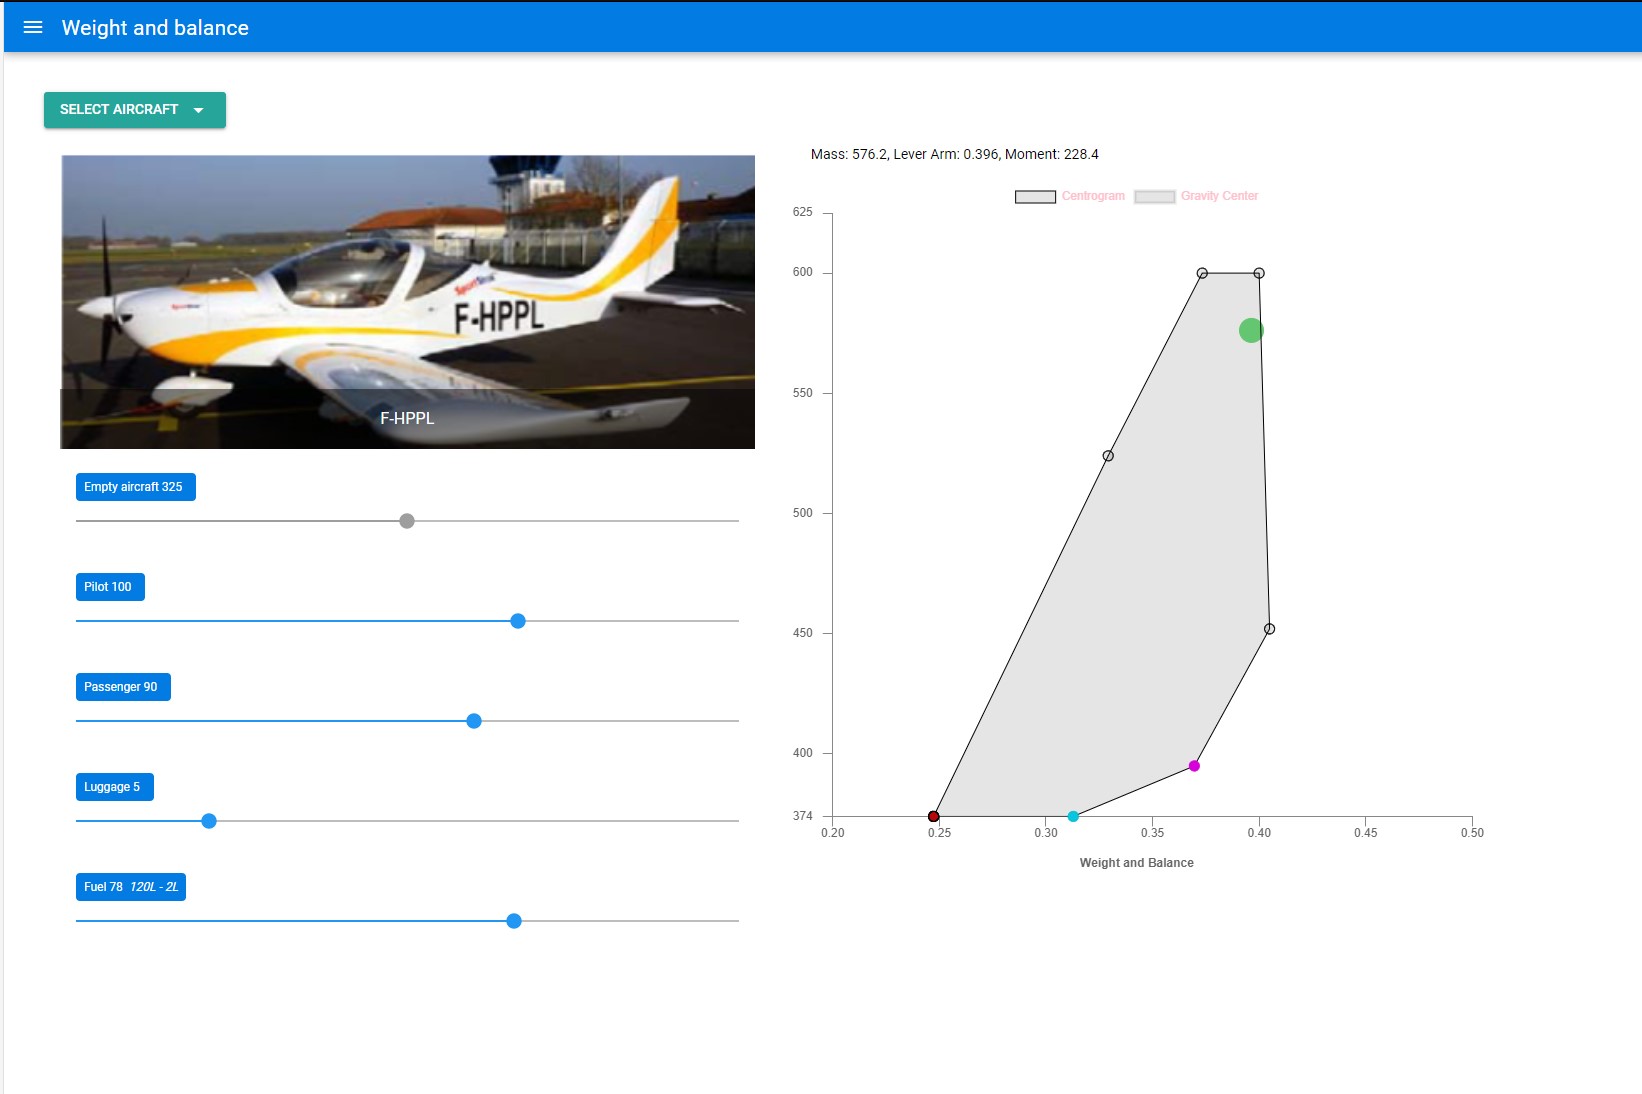 Weight and balance
SELECT AIRCRAFT
F-HPPL
F-HPPL
Empty aircraft 325
Pilot 100
Passenger 90
Luggage 5
Fuel 78 120L - 2L
Mass: 576.2, Lever Arm: 0.396, Moment: 228.4
Centrogram Gravity Center
625
600
550
500
450
400
374
0.20 0.25 0.30 0.35 0.40 0.45 0.50
Weight and Balance